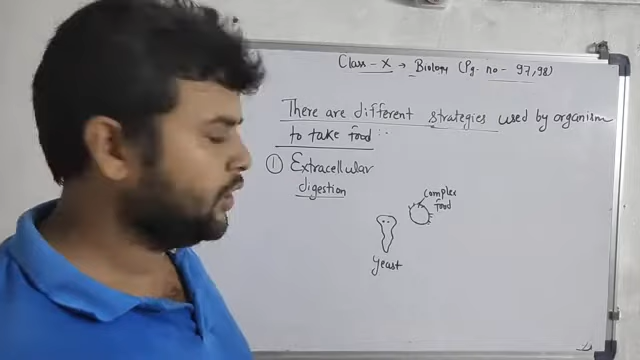 Class - X → Biology (Pg. no - 97,98)
There are different strategies used by organism
to take food :-
① Extracellular
digestion
complex
food
yeast